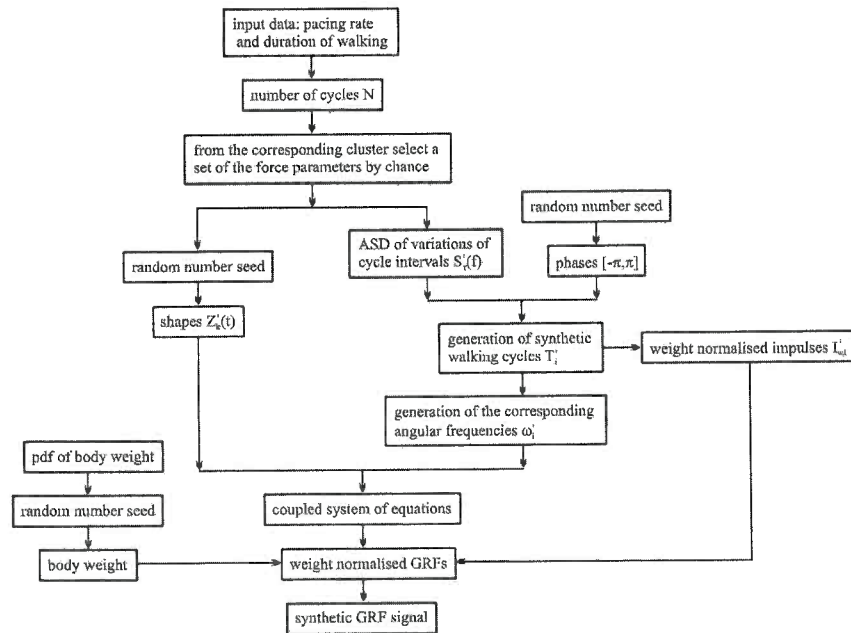 input data: pacing rate
and duration of walking
number of cycles N
from the corresponding cluster select a
set of the force parameters by chance
random number seed
ASD of variations of
cycle intervals S'τ(f)
random number seed
phases [-π,π]
shapes Z'k(t)
generation of synthetic
walking cycles T'i
weight normalised impulses I'w,i
generation of the corresponding
angular frequencies ω'i
pdf of body weight
random number seed
coupled system of equations
body weight
weight normalised GRFs
synthetic GRF signal